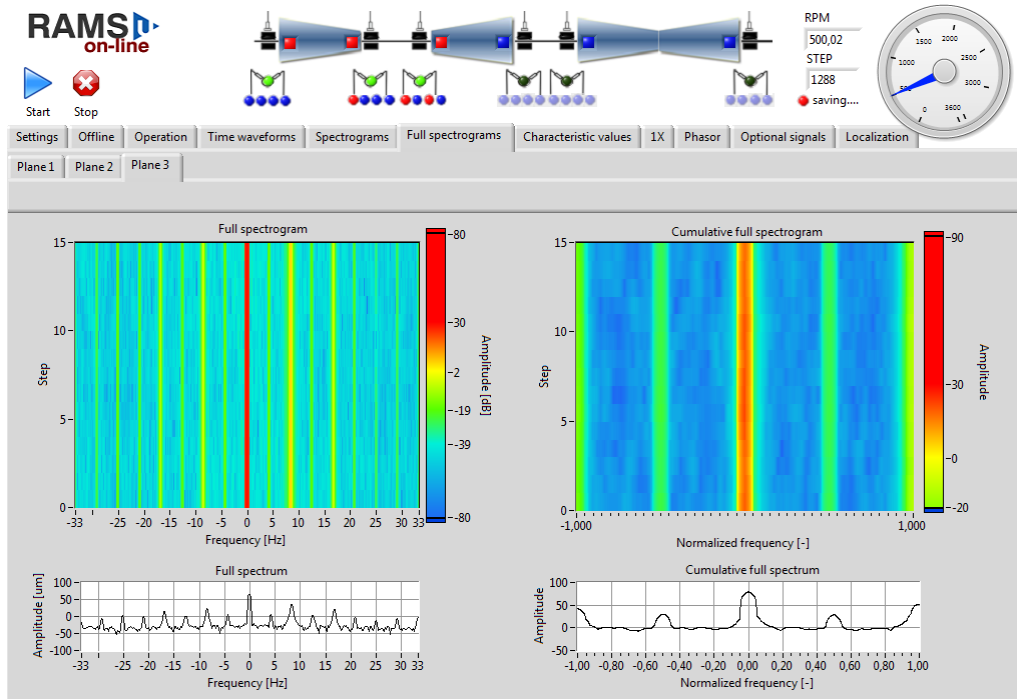 RAMS
on-line
Start
Stop
RPM
500,02
STEP
1288
saving....
0
500
1000
1500
2000
2500
3000
3600
Settings Offline Operation Time waveforms Spectrograms Full spectrograms Characteristic values 1X Phasor Optional signals Localization
Plane 1 Plane 2 Plane 3
Full spectrogram
15
10
5
0
Step
-33 -25 -20 -15 -10 -5 0 5 10 15 20 25 30 33
Frequency [Hz]
80
30
-2
-19
-39
-80
Amplitude [dB]
Cumulative full spectrogram
15
10
5
0
Step
-1,000 1,000
Normalized frequency [-]
90
30
0
-20
Amplitude
Full spectrum
100
50
0
-50
-100
Amplitude [um]
-33 -25 -20 -15 -10 -5 0 5 10 15 20 25 30 33
Frequency [Hz]
Cumulative full spectrum
100
50
0
-50
Amplitude
-1,00 -0,80 -0,60 -0,40 -0,20 0,00 0,20 0,40 0,60 0,80 1,00
Normalized frequency [-]